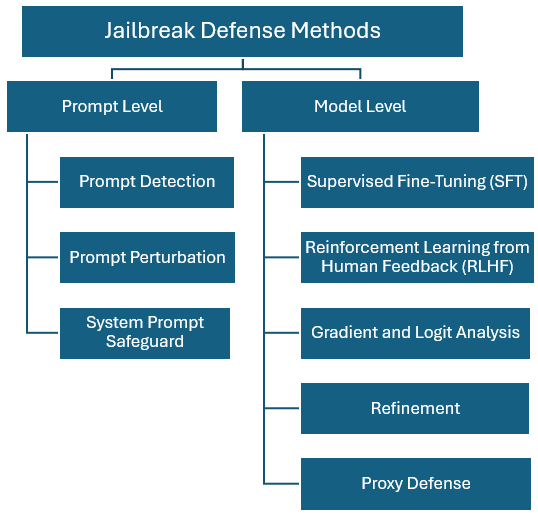 Jailbreak Defense Methods
Prompt Level
Prompt Detection
Prompt Perturbation
System Prompt
Safeguard
Model Level
Supervised Fine-Tuning (SFT)
Reinforcement Learning from
Human Feedback (RLHF)
Gradient and Logit Analysis
Refinement
Proxy Defense